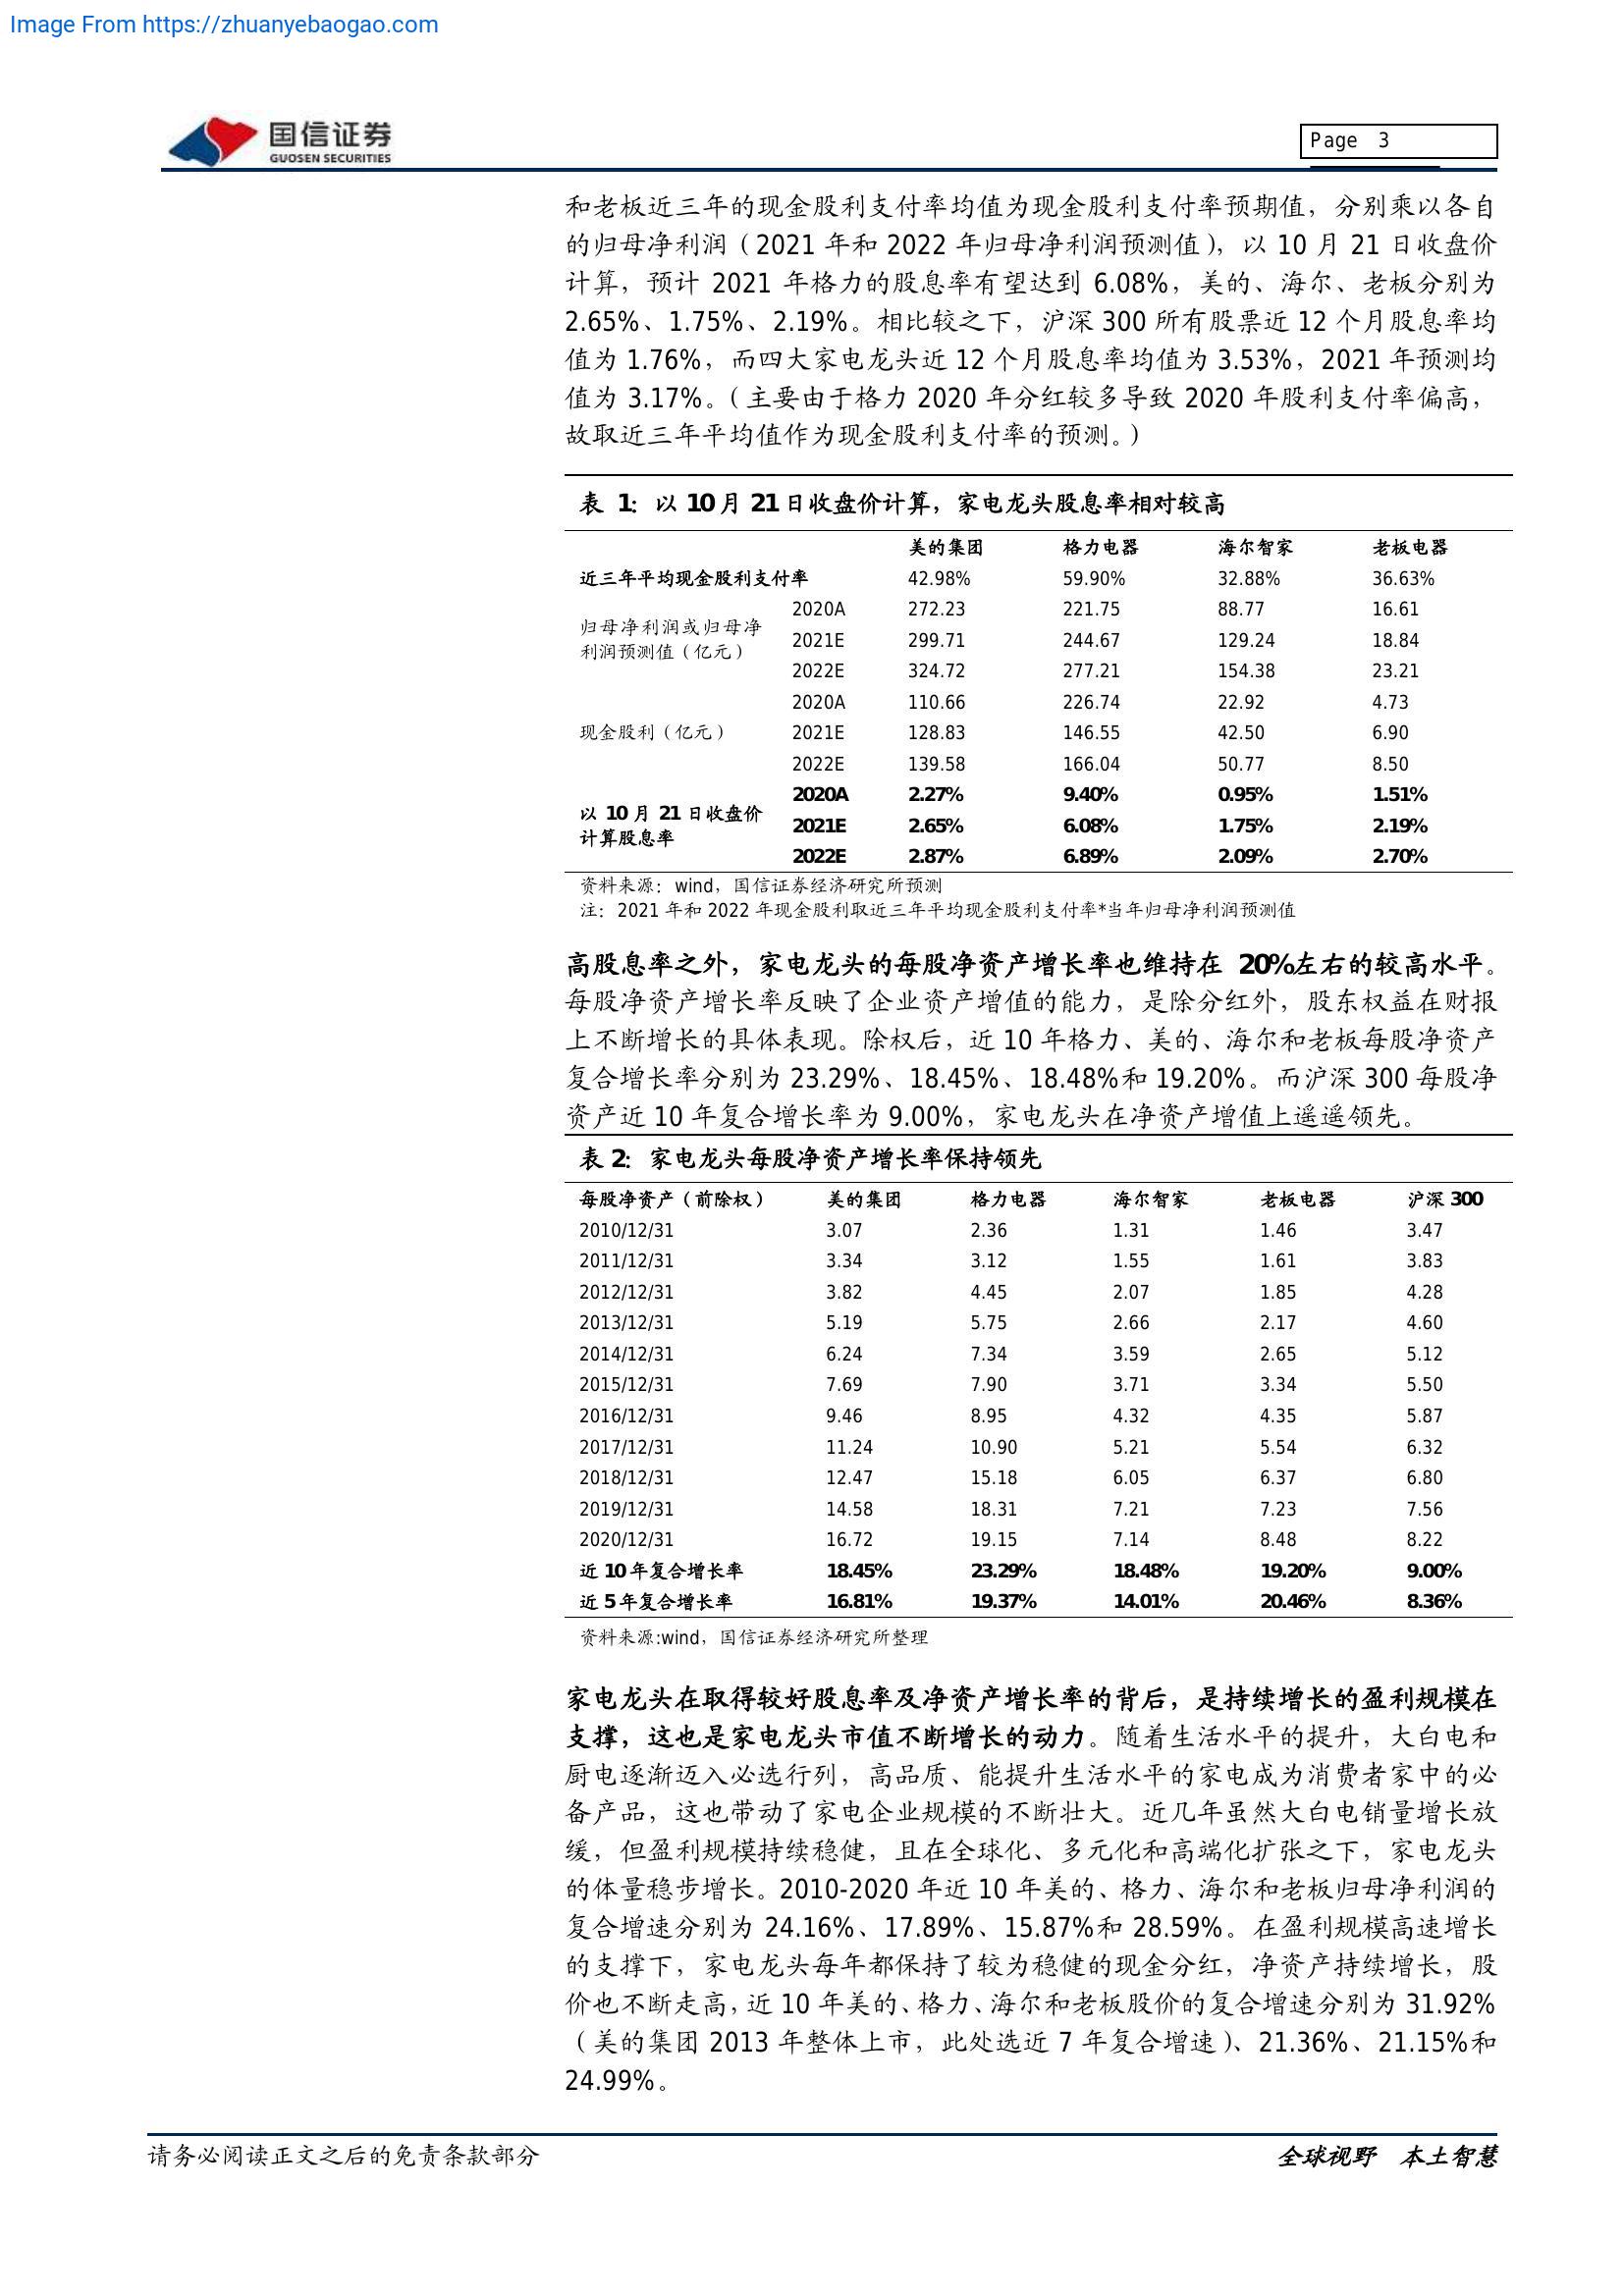 Image From https://zhuanyebaogao.com
国信证券
GUOSEN SECURITIES
Page 3
和老板近三年的现金股利支付率均值为现金股利支付率预期值，分别乘以各自
的归母净利润（2021 年和 2022 年归母净利润预测值），以 10 月 21 日收盘价
计算，预计 2021 年格力的股息率有望达到 6.08%，美的、海尔、老板分别为
2.65%、1.75%、2.19%。相比较之下，沪深 300 所有股票近 12 个月股息率均
值为 1.76%，而四大家电龙头近 12 个月股息率均值为 3.53%，2021 年预测均
值为 3.17%。（主要由于格力 2020 年分红较多导致 2020 年股利支付率偏高，
故取近三年平均值作为现金股利支付率的预测。）
表 1：以 10 月 21 日收盘价计算，家电龙头股息率相对较高
美的集团 格力电器 海尔智家 老板电器
近三年平均现金股利支付率 42.98% 59.90% 32.88% 36.63%
归母净利润或归母净
利润预测值（亿元）
2020A 272.23 221.75 88.77 16.61
2021E 299.71 244.67 129.24 18.84
2022E 324.72 277.21 154.38 23.21
现金股利（亿元）
2020A 110.66 226.74 22.92 4.73
2021E 128.83 146.55 42.50 6.90
2022E 139.58 166.04 50.77 8.50
以 10 月 21 日收盘价
计算股息率
2020A 2.27% 9.40% 0.95% 1.51%
2021E 2.65% 6.08% 1.75% 2.19%
2022E 2.87% 6.89% 2.09% 2.70%
资料来源：wind，国信证券经济研究所预测
注：2021 年和 2022 年现金股利取近三年平均现金股利支付率*当年归母净利润预测值
高股息率之外，家电龙头的每股净资产增长率也维持在 20%左右的较高水平。
每股净资产增长率反映了企业资产增值的能力，是除分红外，股东权益在财报
上不断增长的具体表现。除权后，近 10 年格力、美的、海尔和老板每股净资产
复合增长率分别为 23.29%、18.45%、18.48%和 19.20%。而沪深 300 每股净
资产近 10 年复合增长率为 9.00%，家电龙头在净资产增值上遥遥领先。
表 2：家电龙头每股净资产增长率保持领先
每股净资产（前除权） 美的集团 格力电器 海尔智家 老板电器 沪深 300
2010/12/31 3.07 2.36 1.31 1.46 3.47
2011/12/31 3.34 3.12 1.55 1.61 3.83
2012/12/31 3.82 4.45 2.07 1.85 4.28
2013/12/31 5.19 5.75 2.66 2.17 4.60
2014/12/31 6.24 7.34 3.59 2.65 5.12
2015/12/31 7.69 7.90 3.71 3.34 5.50
2016/12/31 9.46 8.95 4.32 4.35 5.87
2017/12/31 11.24 10.90 5.21 5.54 6.32
2018/12/31 12.47 15.18 6.05 6.37 6.80
2019/12/31 14.58 18.31 7.21 7.23 7.56
2020/12/31 16.72 19.15 7.14 8.48 8.22
近 10 年复合增长率 18.45% 23.29% 18.48% 19.20% 9.00%
近 5 年复合增长率 16.81% 19.37% 14.01% 20.46% 8.36%
资料来源:wind，国信证券经济研究所整理
家电龙头在取得较好股息率及净资产增长率的背后，是持续增长的盈利规模在
支撑，这也是家电龙头市值不断增长的动力。随着生活水平的提升，大白电和
厨电逐渐迈入必选行列，高品质、能提升生活水平的家电成为消费者家中的必
备产品，这也带动了家电企业规模的不断壮大。近几年虽然大白电销量增长放
缓，但盈利规模持续稳健，且在全球化、多元化和高端化扩张之下，家电龙头
的体量稳步增长。2010-2020 年近 10 年美的、格力、海尔和老板归母净利润的
复合增速分别为 24.16%、17.89%、15.87%和 28.59%。在盈利规模高速增长
的支撑下，家电龙头每年都保持了较为稳健的现金分红，净资产持续增长，股
价也不断走高，近 10 年美的、格力、海尔和老板股价的复合增速分别为 31.92%
（美的集团 2013 年整体上市，此处选近 7 年复合增速）、21.36%、21.15%和
24.99%。
请务必阅读正文之后的免责条款部分
全球视野 本土智慧